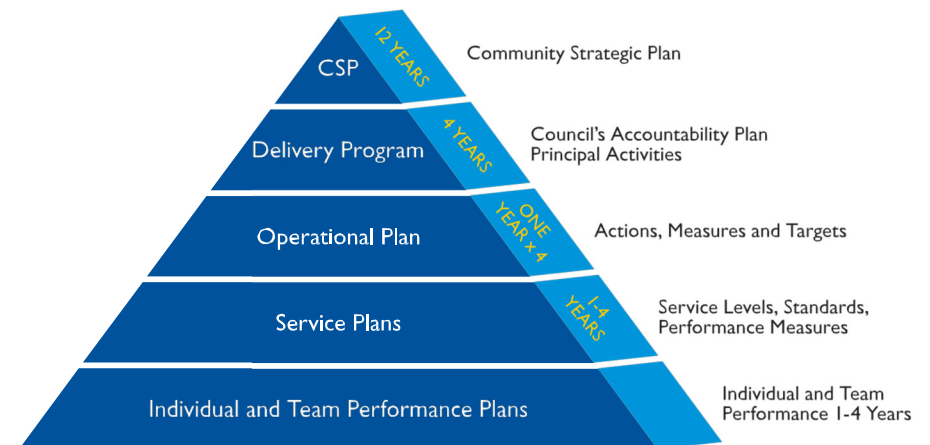 12 YEARS
CSP
Community Strategic Plan
4 YEARS
Delivery Program
Council's Accountability Plan
Principal Activities
ONE
YEAR x 4
Operational Plan
Actions, Measures and Targets
1-4
YEARS
Service Plans
Service Levels, Standards,
Performance Measures
Individual and Team Performance Plans
Individual and Team
Performance 1-4 Years